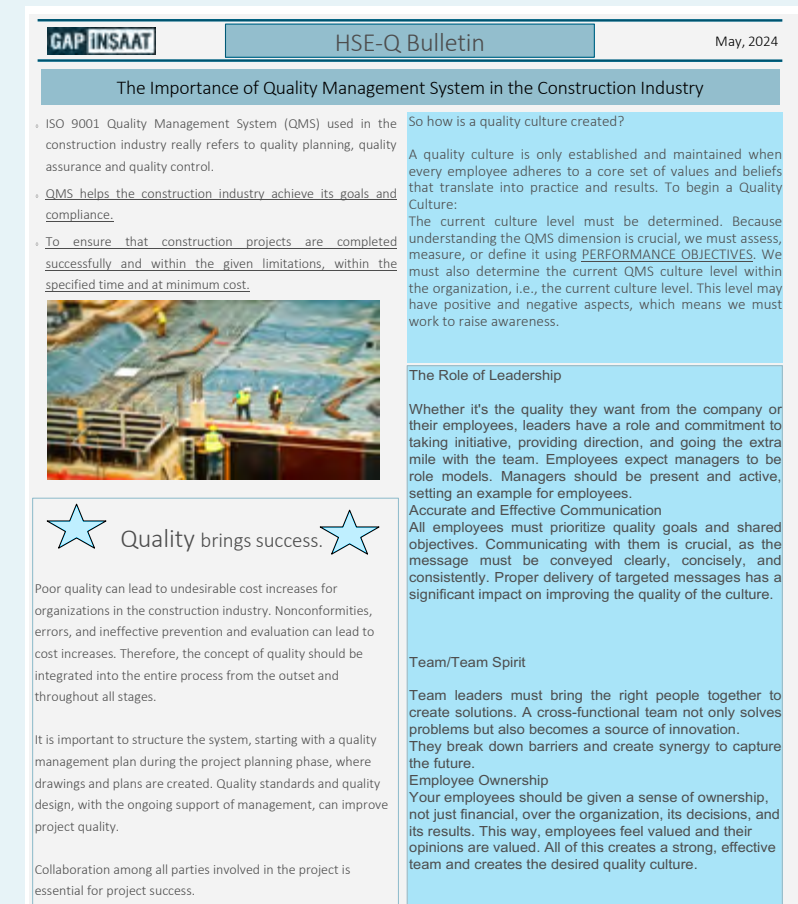 GAP INSAAT
HSE-Q Bulletin
May, 2024
The Importance of Quality Management System in the Construction Industry
ISO 9001 Quality Management System (QMS) used in the
construction industry really refers to quality planning, quality
assurance and quality control.
QMS helps the construction industry achieve its goals and
compliance.
To ensure that construction projects are completed
successfully and within the given limitations, within the
specified time and at minimum cost.
Quality brings success.
Poor quality can lead to undesirable cost increases for
organizations in the construction industry. Nonconformities,
errors, and ineffective prevention and evaluation can lead to
cost increases. Therefore, the concept of quality should be
integrated into the entire process from the outset and
throughout all stages.
It is important to structure the system, starting with a quality
management plan during the project planning phase, where
drawings and plans are created. Quality standards and quality
design, with the ongoing support of management, can improve
project quality.
Collaboration among all parties involved in the project is
essential for project success.
So how is a quality culture created?
A quality culture is only established and maintained when
every employee adheres to a core set of values and beliefs
that translate into practice and results. To begin a Quality
Culture:
The current culture level must be determined. Because
understanding the QMS dimension is crucial, we must assess,
measure, or define it using PERFORMANCE OBJECTIVES. We
must also determine the current QMS culture level within
the organization, i.e., the current culture level. This level may
have positive and negative aspects, which means we must
work to raise awareness.
The Role of Leadership
Whether it's the quality they want from the company or
their employees, leaders have a role and commitment to
taking initiative, providing direction, and going the extra
mile with the team. Employees expect managers to be
role models. Managers should be present and active,
setting an example for employees.
Accurate and Effective Communication
All employees must prioritize quality goals and shared
objectives. Communicating with them is crucial, as the
message must be conveyed clearly, concisely, and
consistently. Proper delivery of targeted messages has a
significant impact on improving the quality of the culture.
Team/Team Spirit
Team leaders must bring the right people together to
create solutions. A cross-functional team not only solves
problems but also becomes a source of innovation.
They break down barriers and create synergy to capture
the future.
Employee Ownership
Your employees should be given a sense of ownership,
not just financial, over the organization, its decisions, and
its results. This way, employees feel valued and their
opinions are valued. All of this creates a strong, effective
team and creates the desired quality culture.